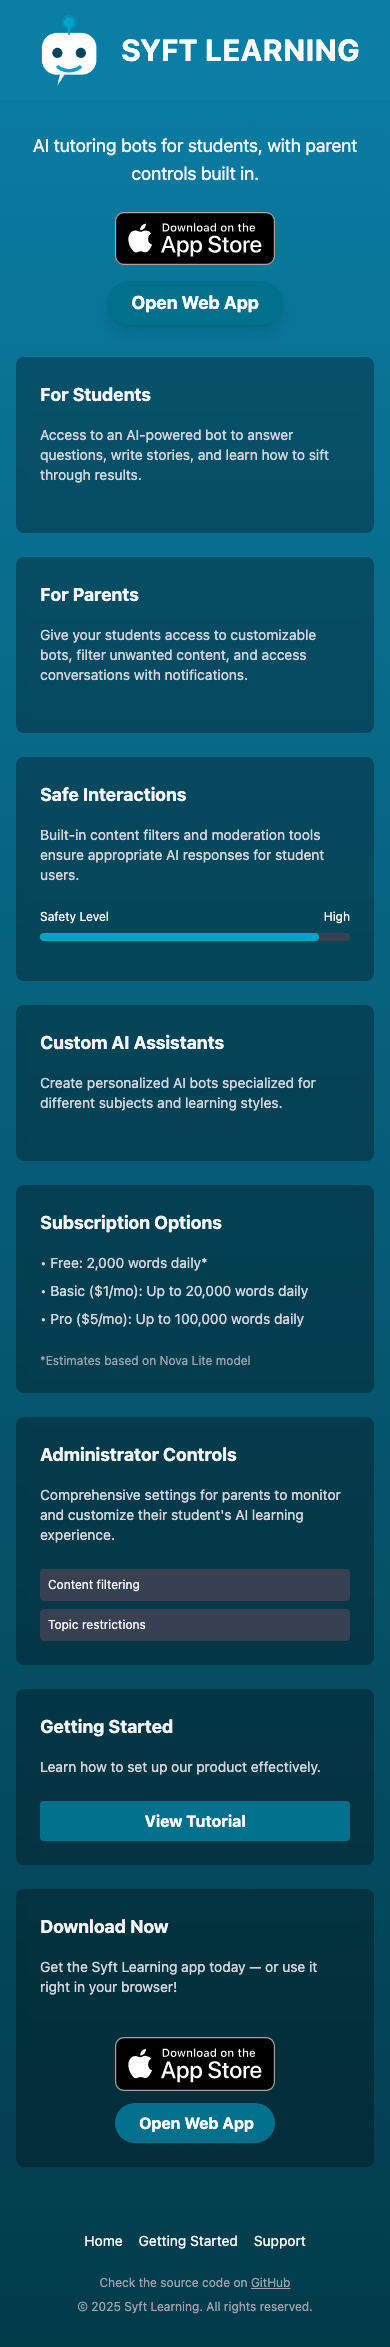 SYFT LEARNING
AI tutoring bots for students, with parent
controls built in.
Download on the
App Store
Open Web App
For Students
Access to an AI-powered bot to answer
questions, write stories, and learn how to sift
through results.
For Parents
Give your students access to customizable
bots, filter unwanted content, and access
conversations with notifications.
Safe Interactions
Built-in content filters and moderation tools
ensure appropriate AI responses for student
users.
Safety Level High
Custom AI Assistants
Create personalized AI bots specialized for
different subjects and learning styles.
Subscription Options
• Free: 2,000 words daily*
• Basic ($1/mo): Up to 20,000 words daily
• Pro ($5/mo): Up to 100,000 words daily
*Estimates based on Nova Lite model
Administrator Controls
Comprehensive settings for parents to monitor
and customize their student's AI learning
experience.
Content filtering
Topic restrictions
Getting Started
Learn how to set up our product effectively.
View Tutorial
Download Now
Get the Syft Learning app today — or use it
right in your browser!
Download on the
App Store
Open Web App
Home Getting Started Support
Check the source code on GitHub
© 2025 Syft Learning. All rights reserved.